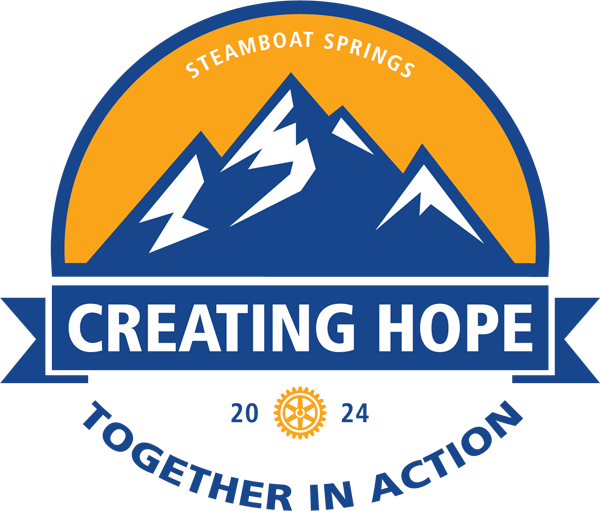 STEAMBOAT SPRINGS
CREATING HOPE
20 24
TOGETHER IN ACTION